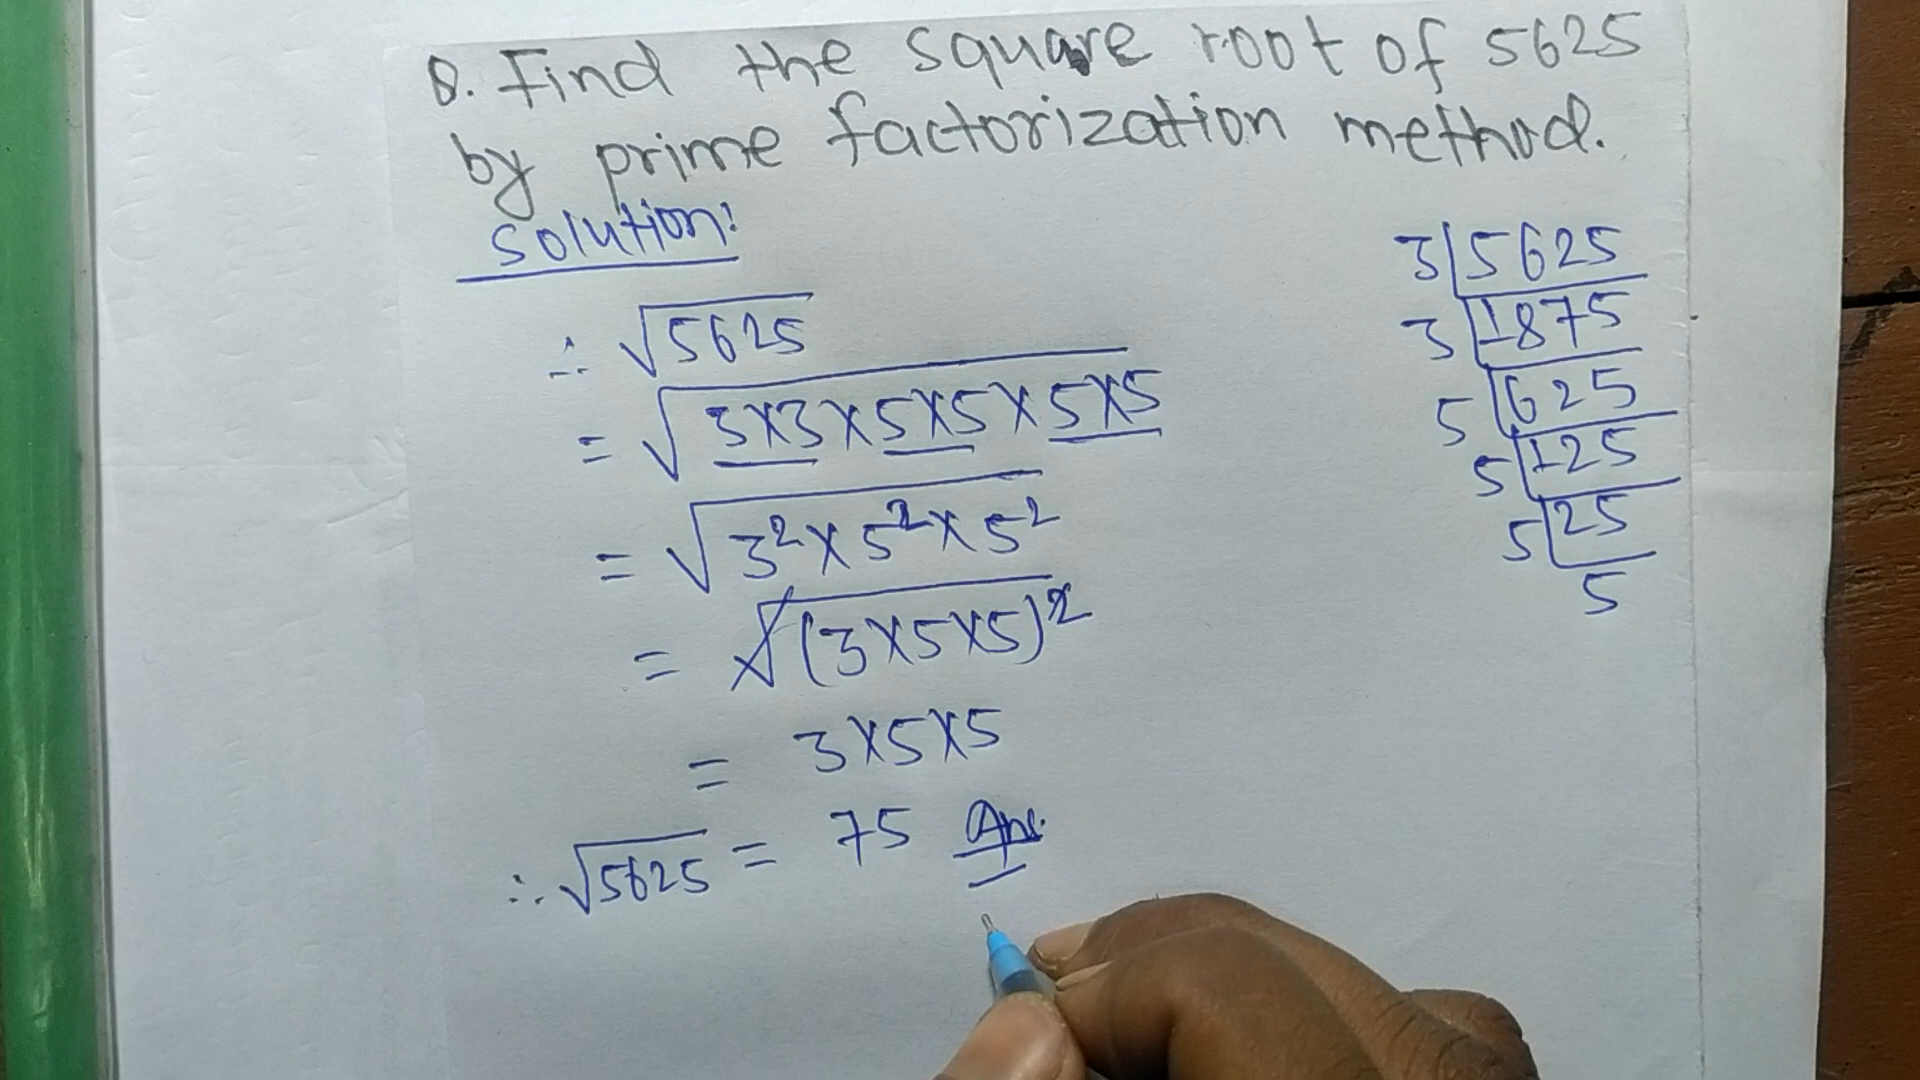 Q. Find the square root of 5625
by prime factorization method.
Solution:
∴ √5625
= √3×3×5×5×5×5
= √3²×5²×5²
= √(3×5×5)²
= 3×5×5
∴ √5625 = 75 Ans.
3|5625
3|1875
5|625
5|125
5|25
5